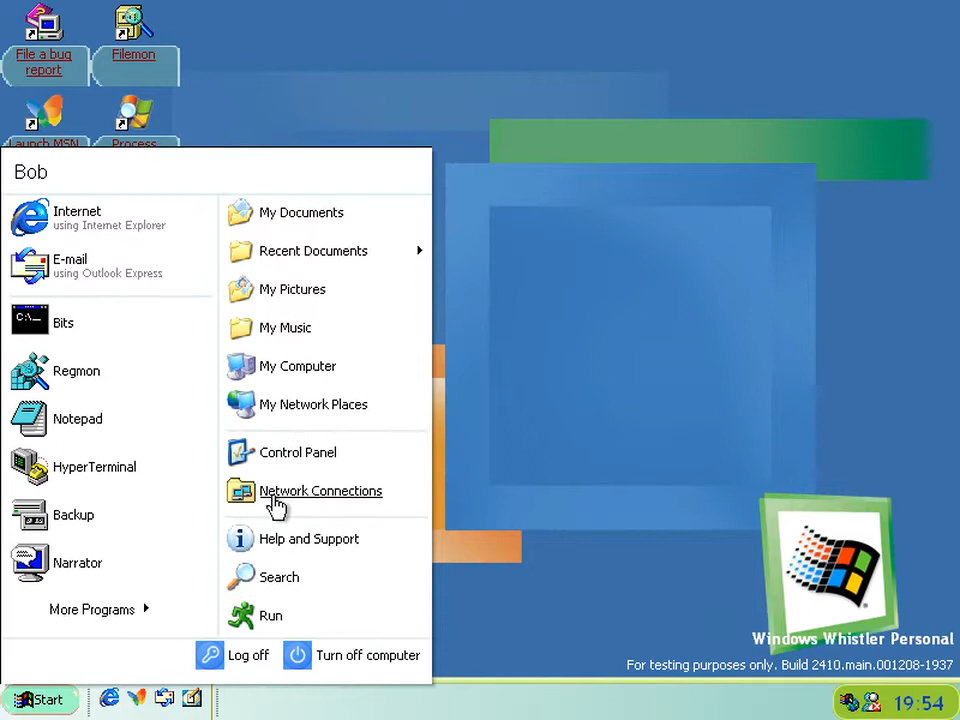 File a bug
report
Filemon
Launch MSN
Process
Bob
Internet
using Internet Explorer
E-mail
using Outlook Express
C:\_
Bits
Regmon
Notepad
HyperTerminal
Backup
Narrator
More Programs
My Documents
Recent Documents
My Pictures
My Music
My Computer
My Network Places
Control Panel
Network Connections
Help and Support
Search
Run
Log off
Turn off computer
Windows Whistler Personal
For testing purposes only. Build 2410.main.001208-1937
Start
19:54